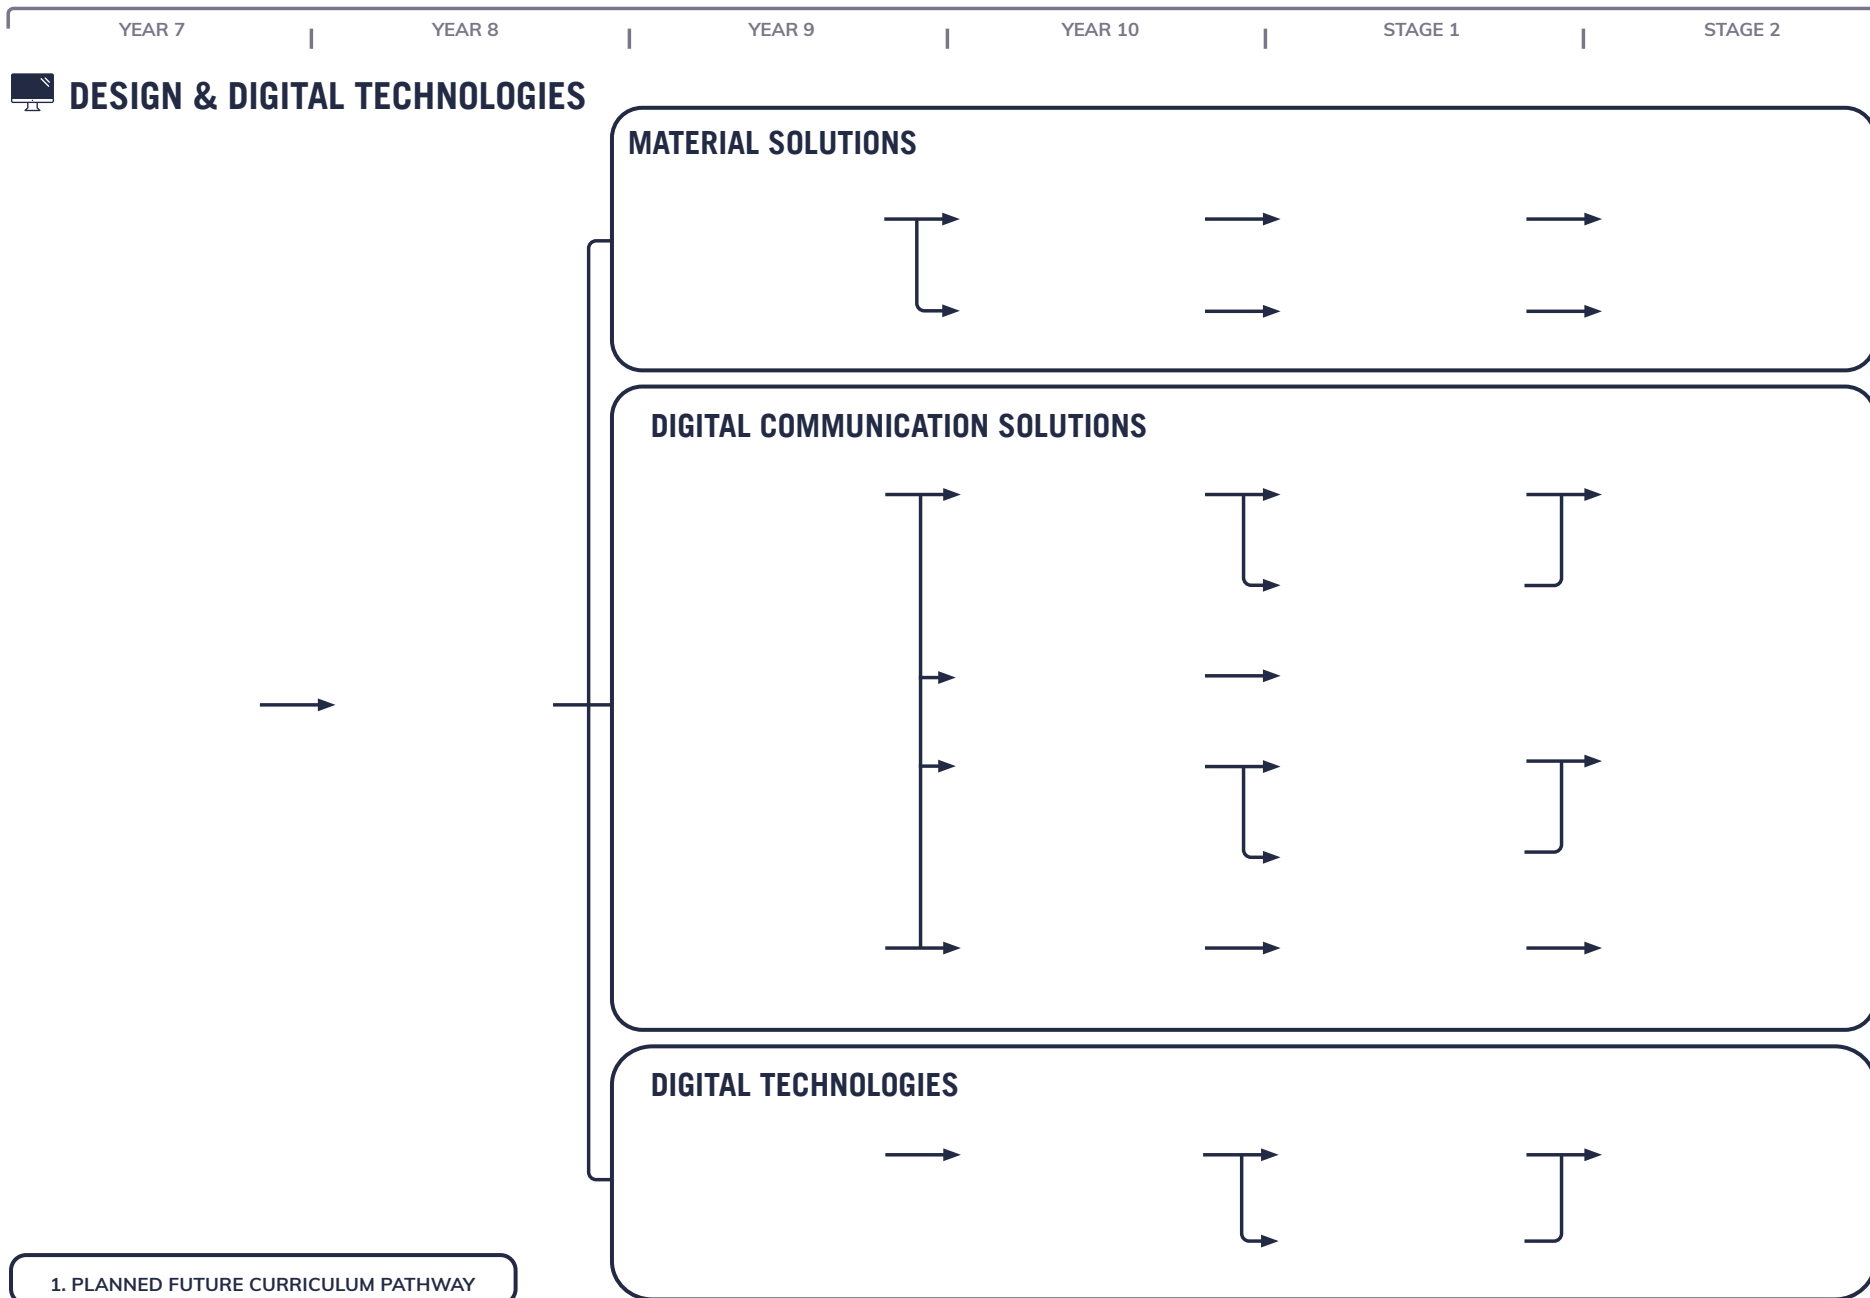 YEAR 7 YEAR 8 YEAR 9 YEAR 10 STAGE 1 STAGE 2
DESIGN & DIGITAL TECHNOLOGIES
MATERIAL SOLUTIONS
DIGITAL COMMUNICATION SOLUTIONS
DIGITAL TECHNOLOGIES
1. PLANNED FUTURE CURRICULUM PATHWAY